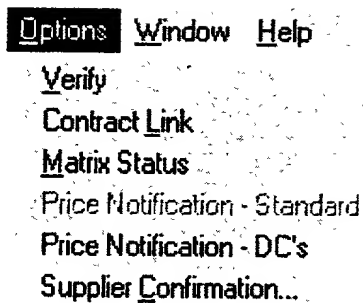 Options Window Help
Verify
Contract Link
Matrix Status
Price Notification - Standard
Price Notification - DC's
Supplier Confirmation...